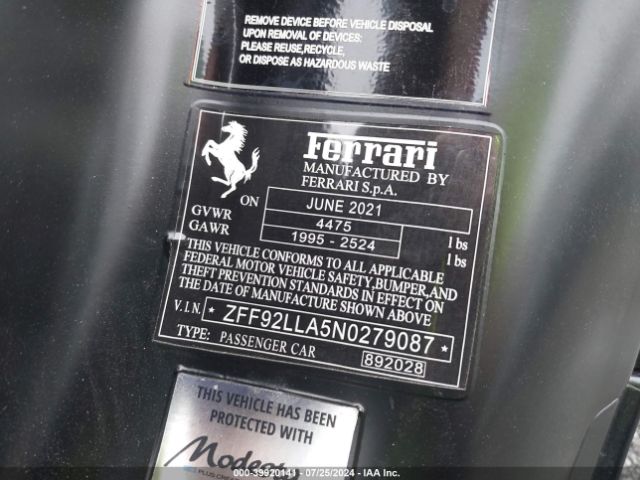 REMOVE DEVICE BEFORE VEHICLE DISPOSAL
UPON REMOVAL OF DEVICES:
PLEASE REUSE,RECYCLE,
OR DISPOSE AS HAZARDOUS WASTE
Ferrari
MANUFACTURED BY
FERRARI S.p.A.
ON JUNE 2021
GVWR 4475 lbs
GAWR 1995 - 2524 lbs
THIS VEHICLE CONFORMS TO ALL APPLICABLE
FEDERAL MOTOR VEHICLE SAFETY,BUMPER,AND
THEFT PREVENTION STANDARDS IN EFFECT ON
THE DATE OF MANUFACTURE SHOWN ABOVE
V.I.N. * ZFF92LLA5N0279087 *
TYPE: PASSENGER CAR 892028
THIS VEHICLE HAS BEEN
PROTECTED WITH
000-39920141 - 07/25/2024 - IAA Inc.